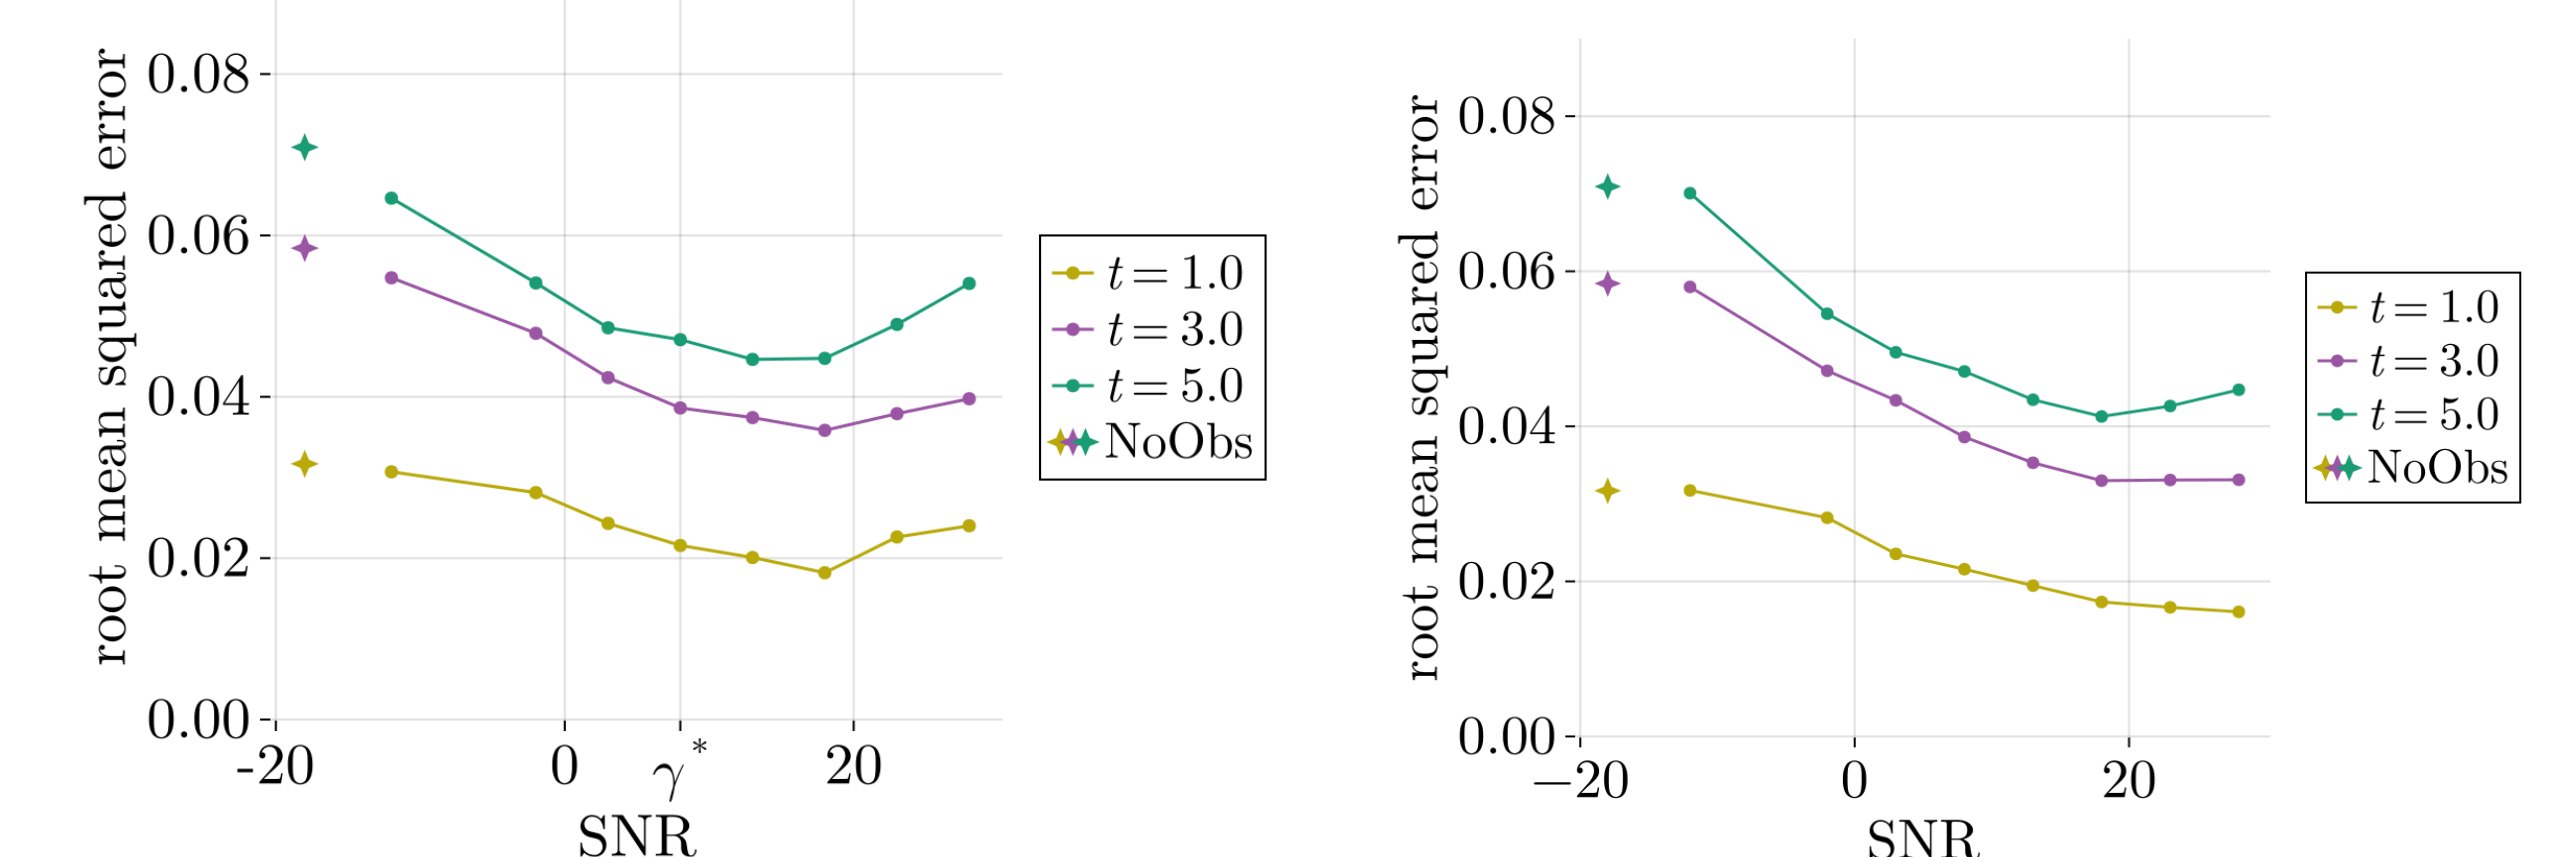 root mean squared error
0.08
0.06
0.04
0.02
0.00
-20 0 γ* 20
SNR
t = 1.0
t = 3.0
t = 5.0
NoObs
root mean squared error
0.08
0.06
0.04
0.02
0.00
−20 0 20
SNR
t = 1.0
t = 3.0
t = 5.0
NoObs